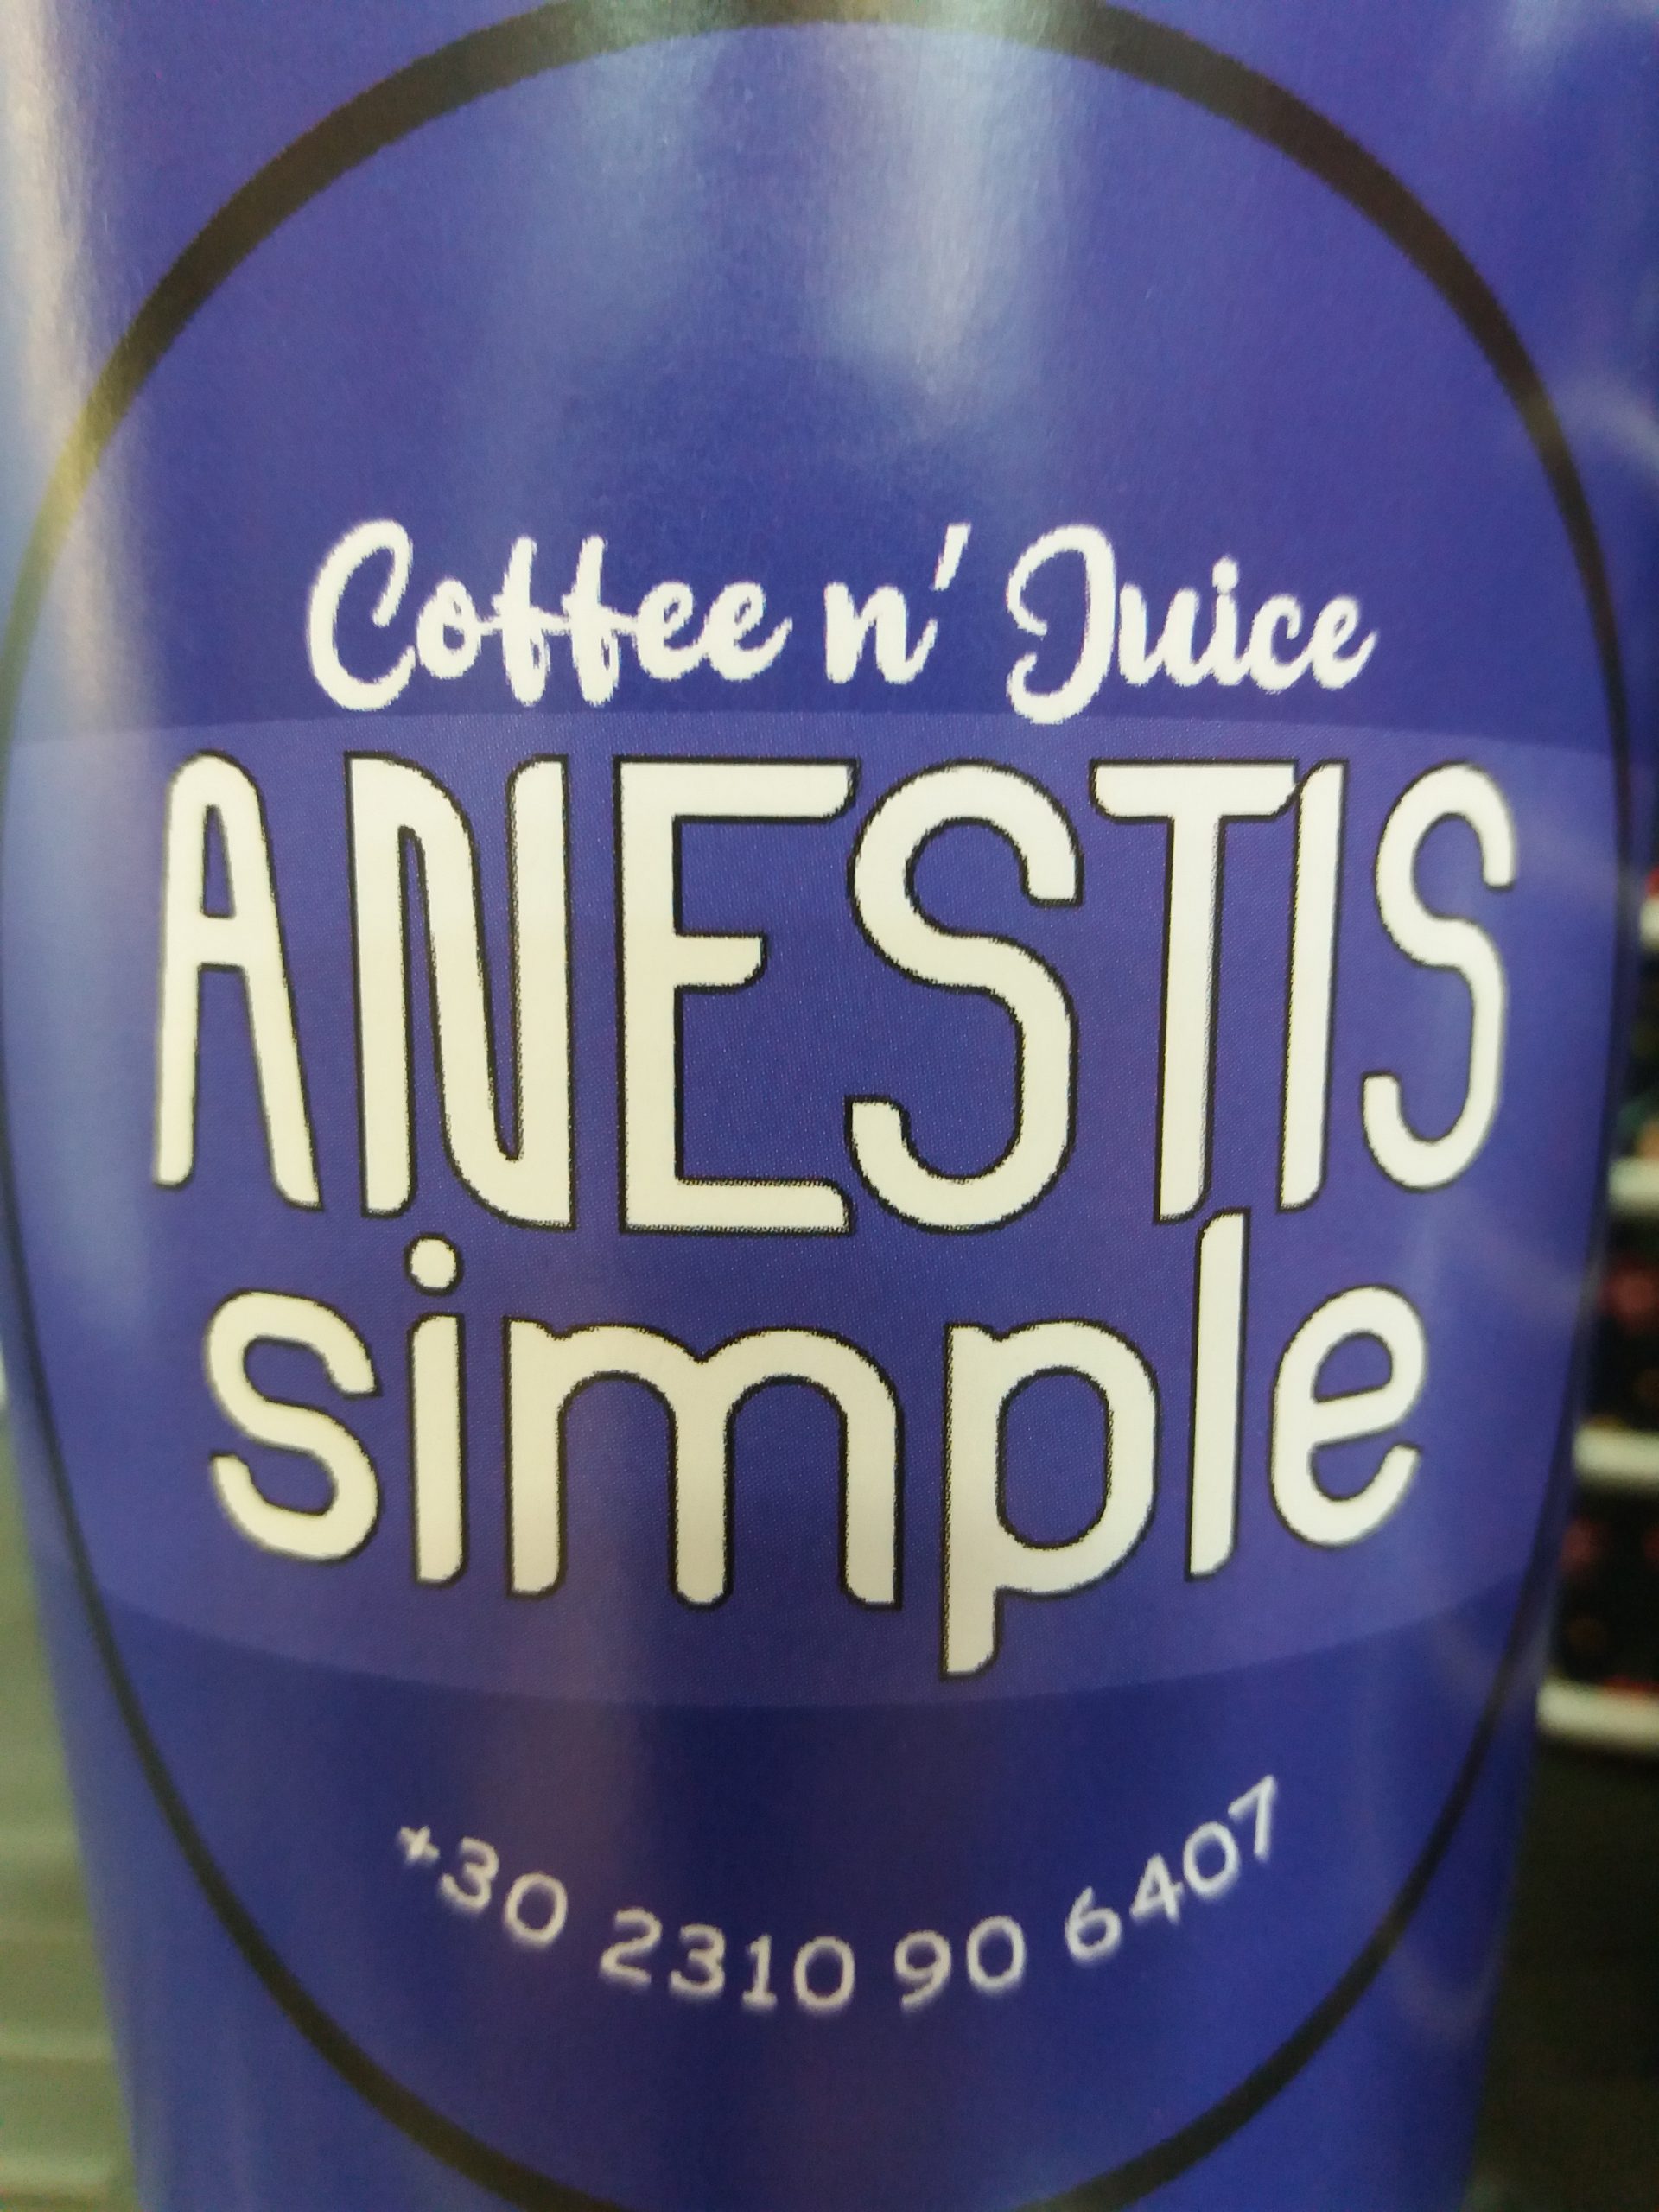 Coffee n' Juice
ANESTIS
simple
+30 2310 90 6407